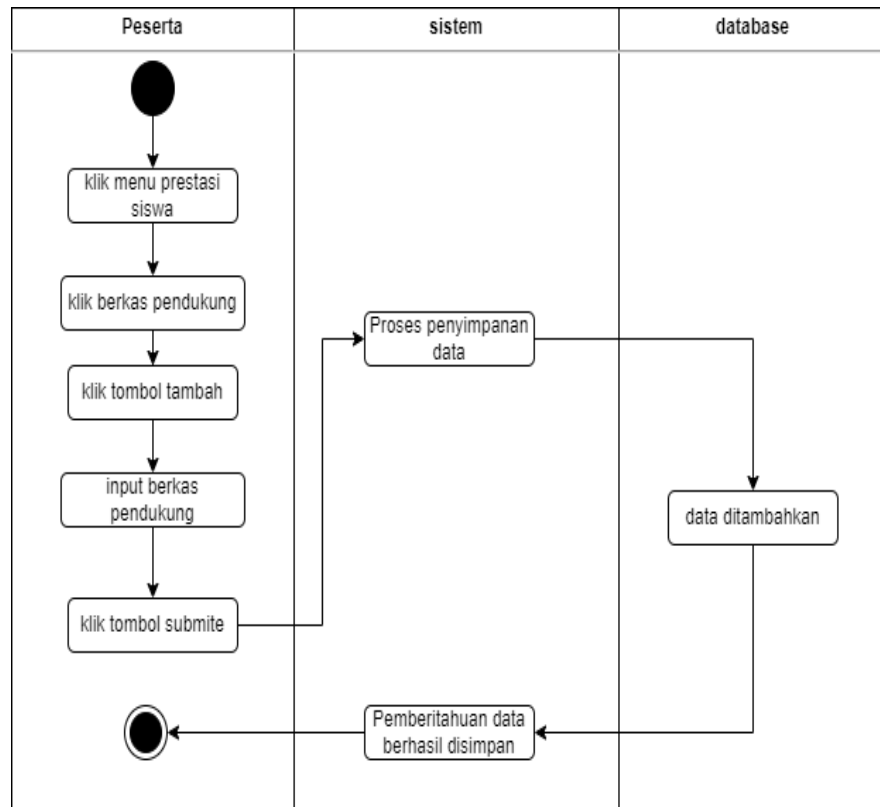 Peserta
sistem
database
klik menu prestasi
siswa
klik berkas pendukung
klik tombol tambah
input berkas
pendukung
klik tombol submite
Proses penyimpanan
data
data ditambahkan
Pemberitahuan data
berhasil disimpan